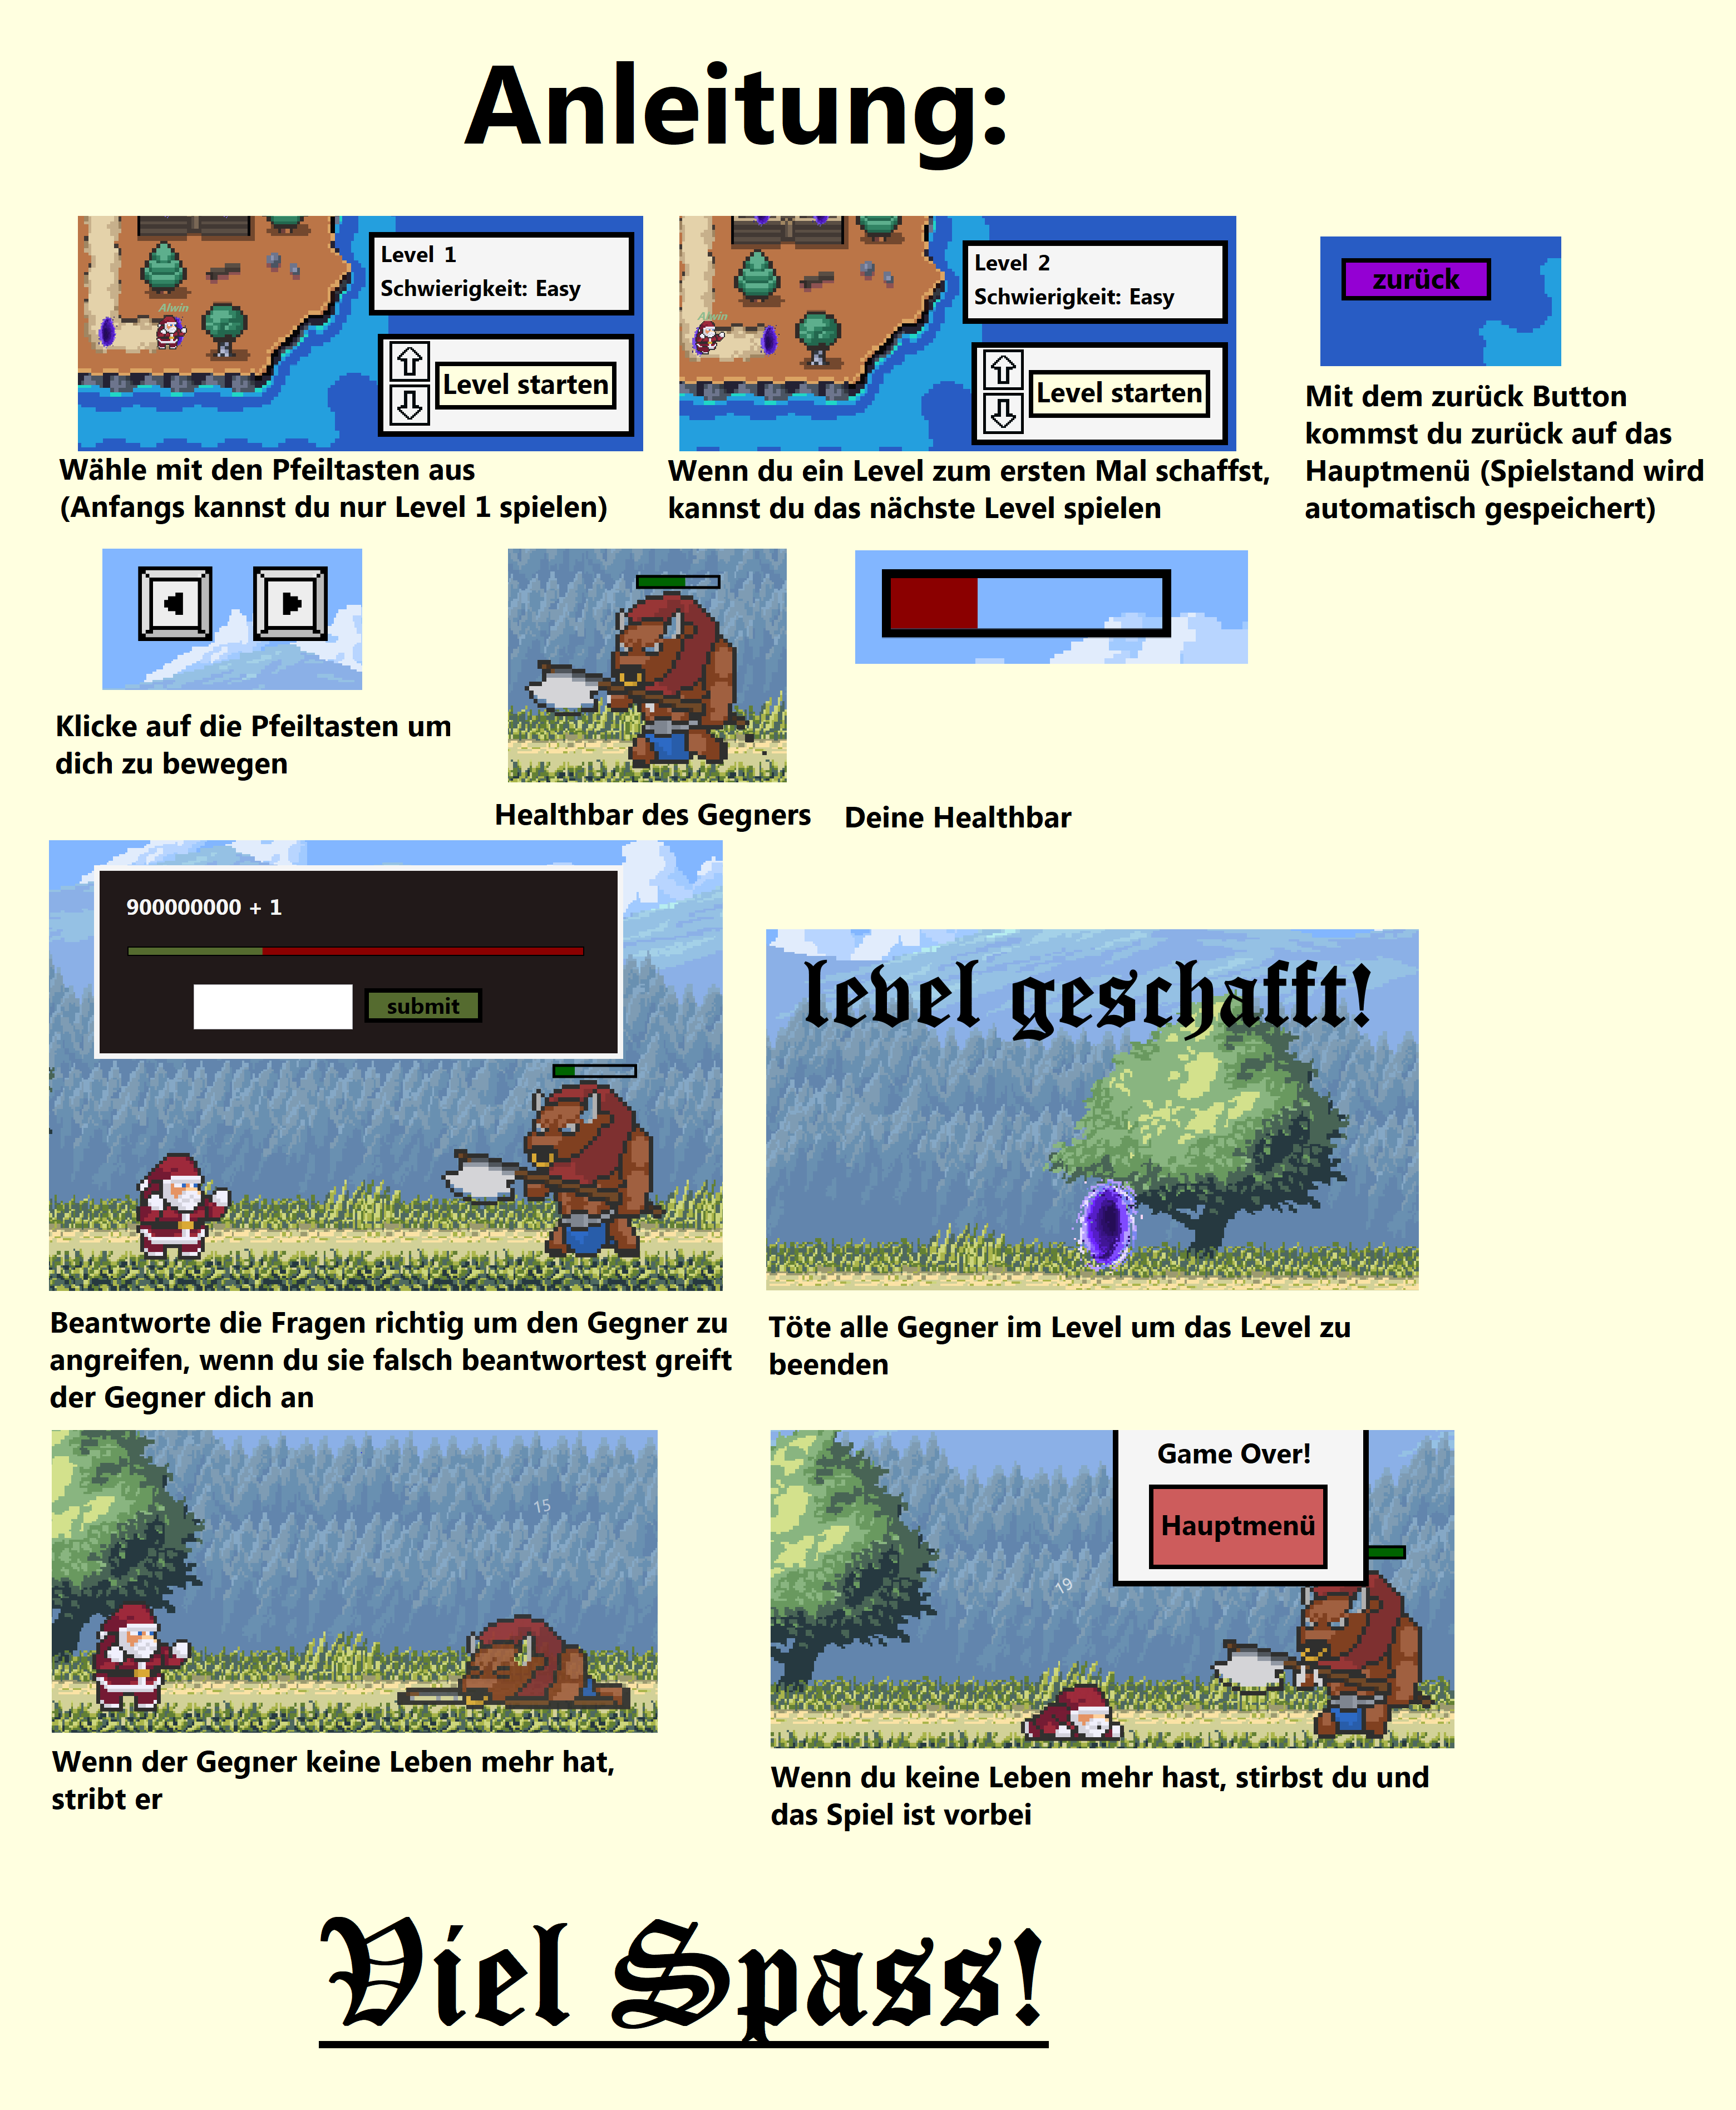 Anleitung:
Level 1
Schwierigkeit: Easy
Alwin
Level starten
Wähle mit den Pfeiltasten aus
(Anfangs kannst du nur Level 1 spielen)
Level 2
Schwierigkeit: Easy
Alwin
Level starten
Wenn du ein Level zum ersten Mal schaffst,
kannst du das nächste Level spielen
zurück
Mit dem zurück Button
kommst du zurück auf das
Hauptmenü (Spielstand wird
automatisch gespeichert)
Klicke auf die Pfeiltasten um
dich zu bewegen
Healthbar des Gegners
Deine Healthbar
900000000 + 1
submit
Beantworte die Fragen richtig um den Gegner zu
angreifen, wenn du sie falsch beantwortest greift
der Gegner dich an
level geschafft!
Töte alle Gegner im Level um das Level zu
beenden
15
Wenn der Gegner keine Leben mehr hat,
stribt er
Game Over!
Hauptmenü
19
Wenn du keine Leben mehr hast, stirbst du und
das Spiel ist vorbei
Viel Spass!